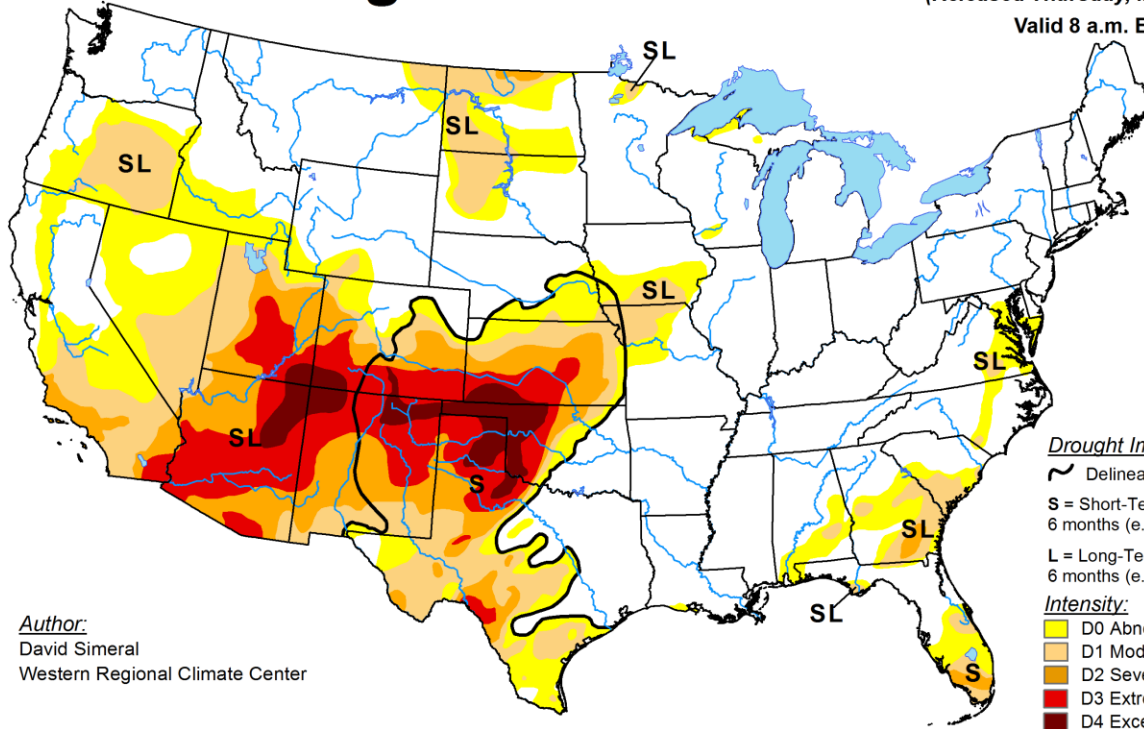 Valid 8 a.m. E
SL
SL
SL
SL
SL
SL
S
SL
SL
S
Author:
David Simeral
Western Regional Climate Center
Drought Im
Delinea
S = Short-Te
6 months (e.
L = Long-Te
6 months (e.
Intensity:
D0 Abn
D1 Mod
D2 Seve
D3 Extr
D4 Exce